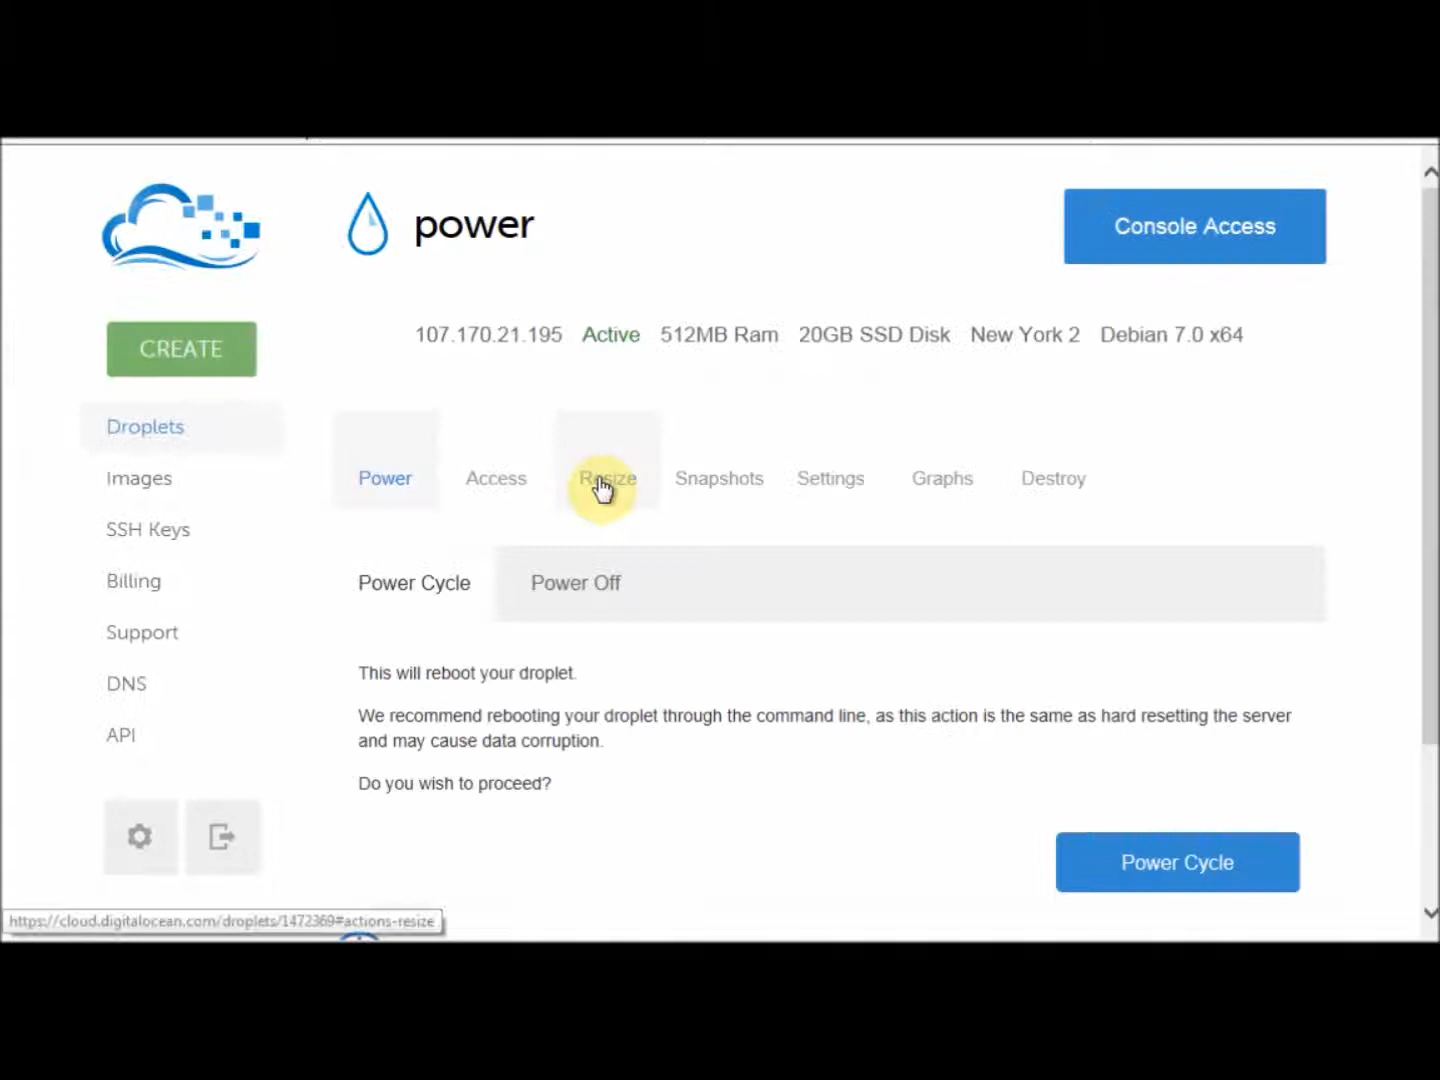 power
Console Access
CREATE
107.170.21.195 Active 512MB Ram 20GB SSD Disk New York 2 Debian 7.0 x64
Droplets
Images
SSH Keys
Billing
Support
DNS
API
Power Access Resize Snapshots Settings Graphs Destroy
Power Cycle Power Off
This will reboot your droplet.
We recommend rebooting your droplet through the command line, as this action is the same as hard resetting the server
and may cause data corruption.
Do you wish to proceed?
Power Cycle
https://cloud.digitalocean.com/droplets/1472369#actions-resize